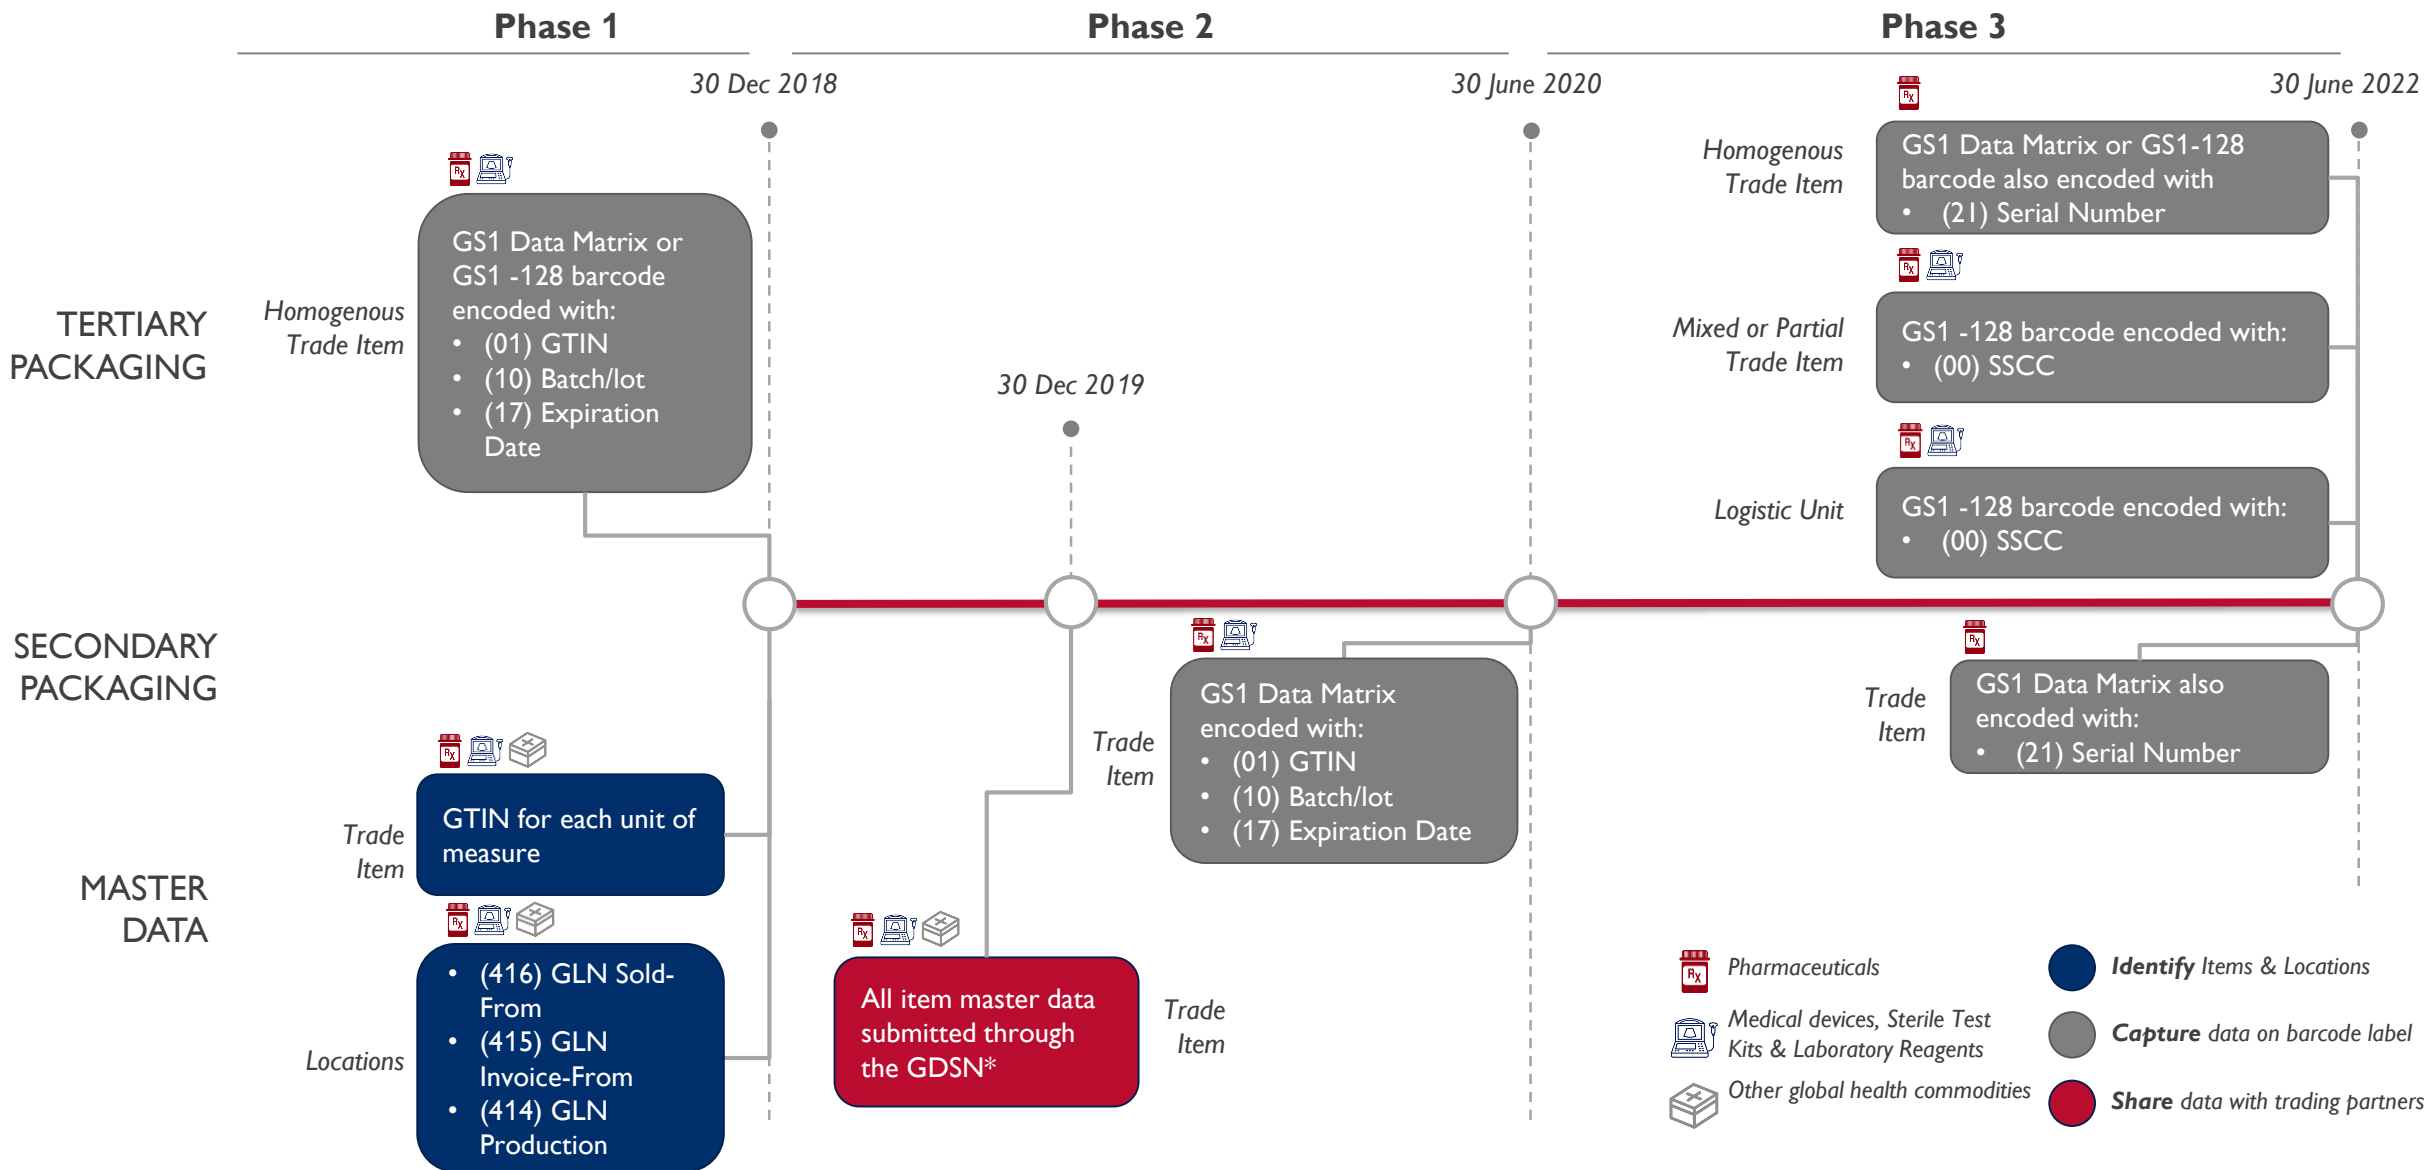 Phase 1
Phase 2
Phase 3
30 Dec 2018
30 June 2020
30 June 2022
TERTIARY
PACKAGING
Homogenous
Trade Item
GS1 Data Matrix or
GS1 -128 barcode
encoded with:
• (01) GTIN
• (10) Batch/lot
• (17) Expiration
Date
30 Dec 2019
Homogenous
Trade Item
GS1 Data Matrix or GS1-128
barcode also encoded with
• (21) Serial Number
Mixed or Partial
Trade Item
GS1 -128 barcode encoded with:
• (00) SSCC
Logistic Unit
GS1 -128 barcode encoded with:
• (00) SSCC
SECONDARY
PACKAGING
Trade
Item
GS1 Data Matrix
encoded with:
• (01) GTIN
• (10) Batch/lot
• (17) Expiration Date
Trade
Item
GS1 Data Matrix also
encoded with:
• (21) Serial Number
MASTER
DATA
Trade
Item
GTIN for each unit of
measure
Locations
• (416) GLN Sold-
From
• (415) GLN
Invoice-From
• (414) GLN
Production
All item master data
submitted through
the GDSN*
Trade
Item
Rx Pharmaceuticals
Medical devices, Sterile Test
Kits & Laboratory Reagents
Other global health commodities
Identify Items & Locations
Capture data on barcode label
Share data with trading partners